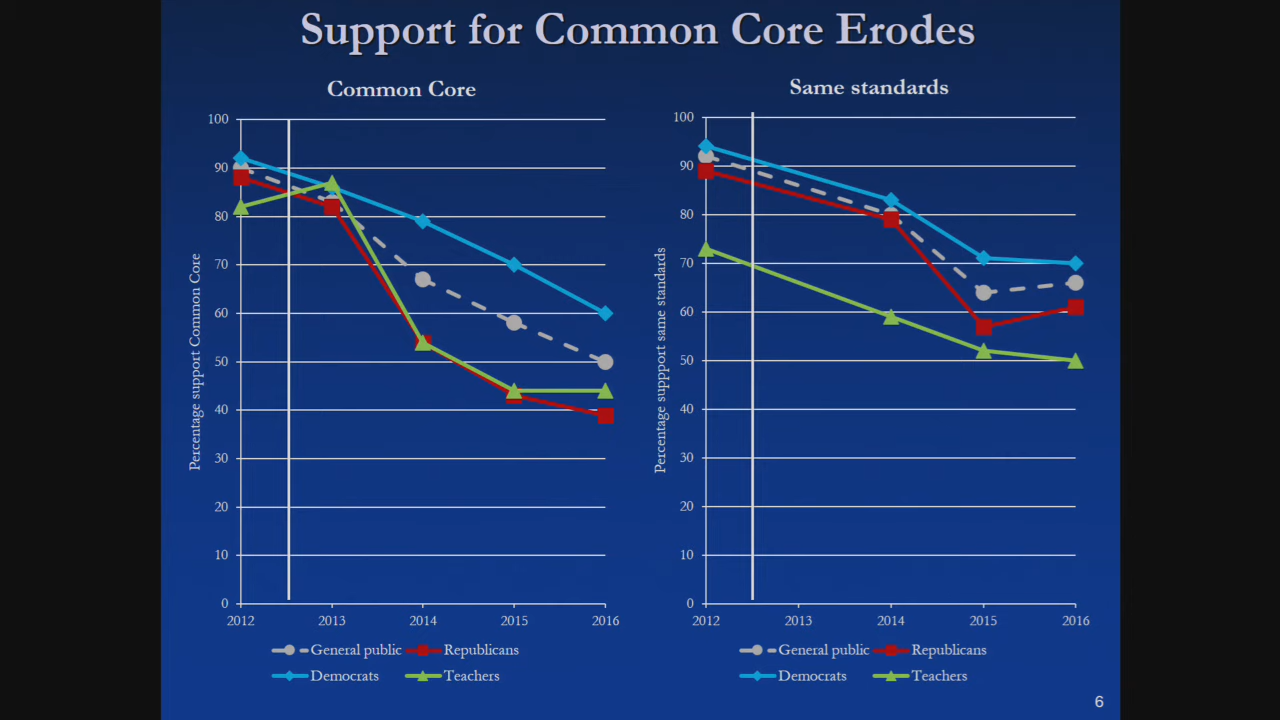 Support for Common Core Erodes
Common Core
Percentage support Common Core
100
90
80
70
60
50
40
30
20
10
0
2012 2013 2014 2015 2016
General public Republicans
Democrats Teachers
Same standards
Percentage suppport same standards
100
90
80
70
60
50
40
30
20
10
0
2012 2013 2014 2015 2016
General public Republicans
Democrats Teachers
6